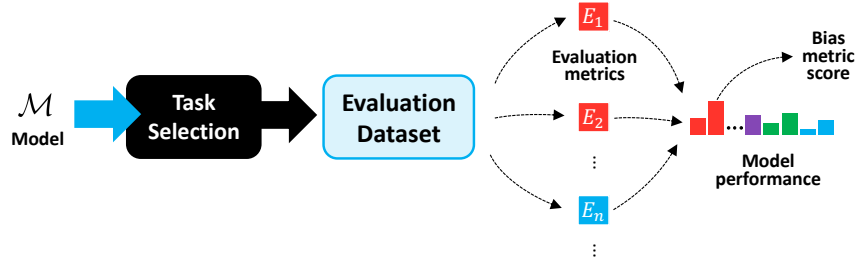 ℳ
Model
Task
Selection
Evaluation
Dataset
E₁
Evaluation
metrics
E₂
⋮
Eₙ
⋮
Bias
metric
score
...
Model
performance